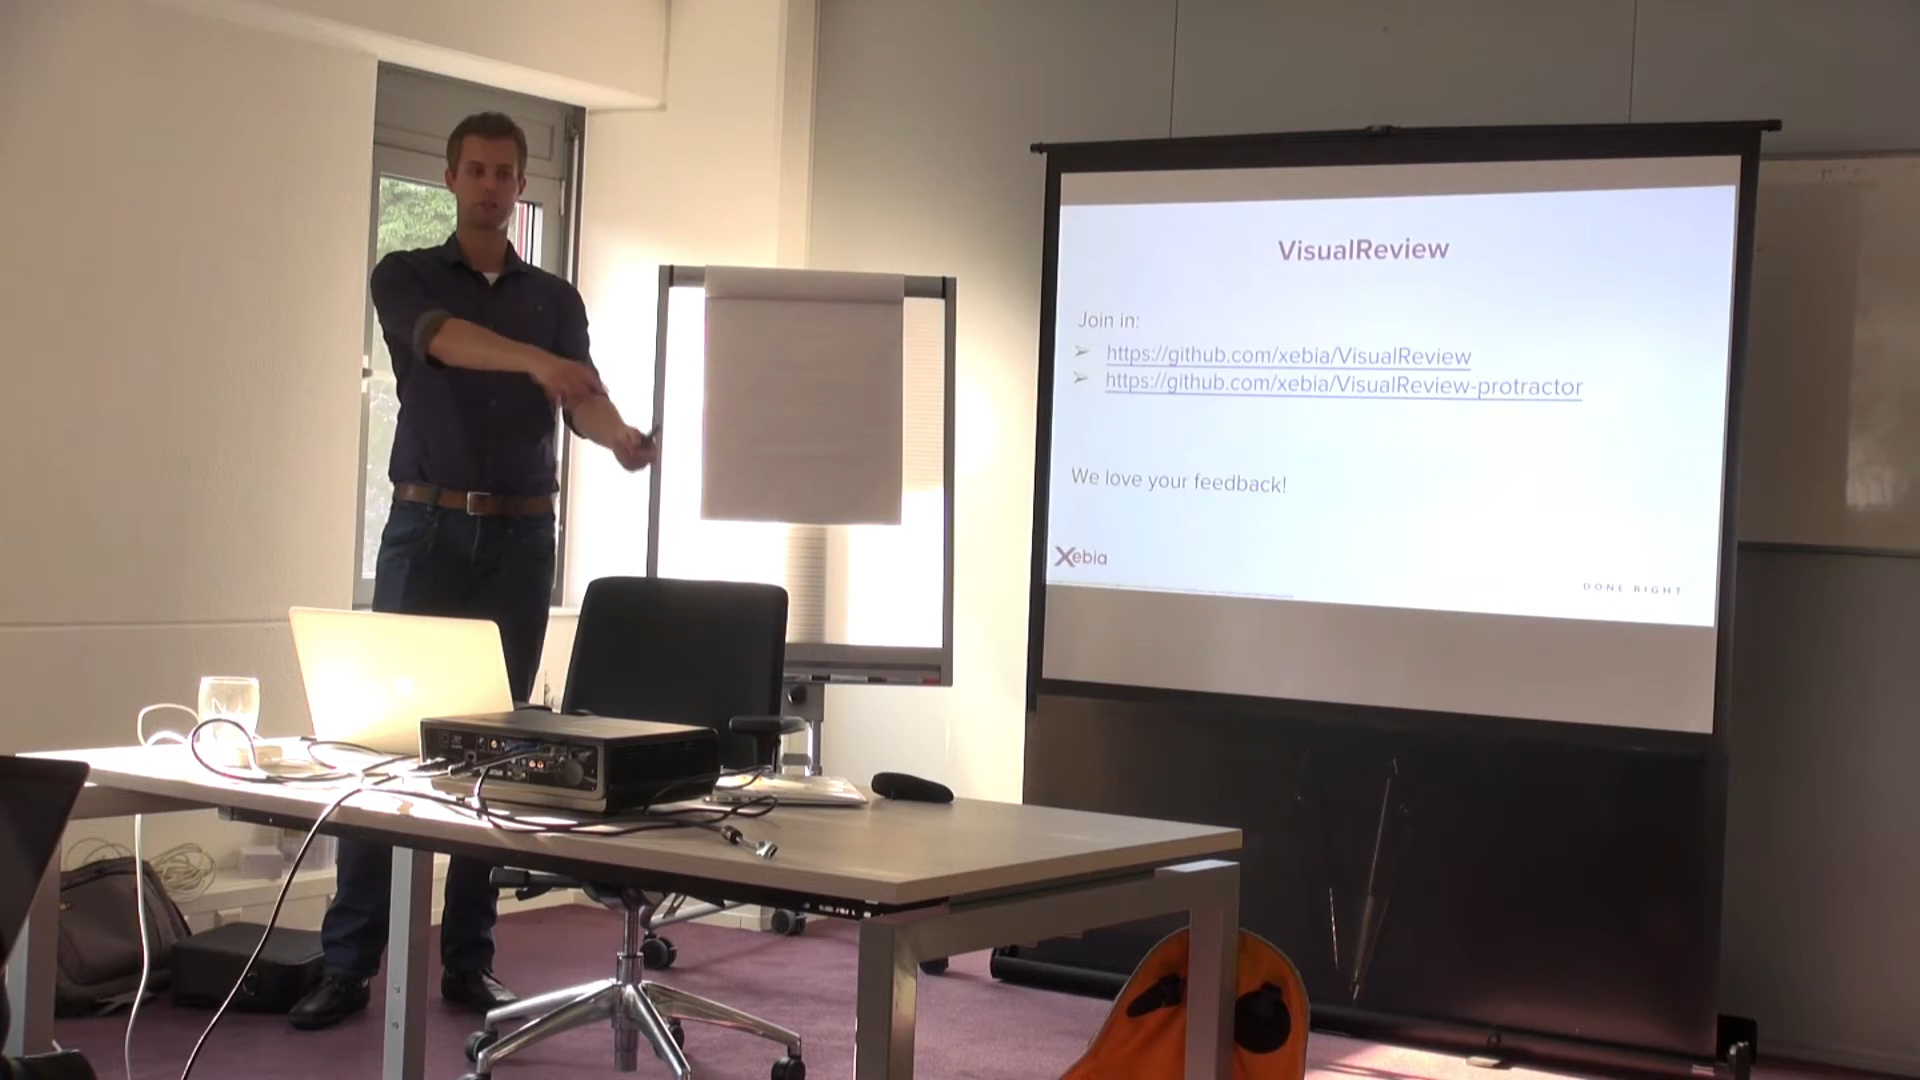 VisualReview
Join in:
➢ https://github.com/xebia/VisualReview
➢ https://github.com/xebia/VisualReview-protractor
We love your feedback!
Xebia
DONE RIGHT